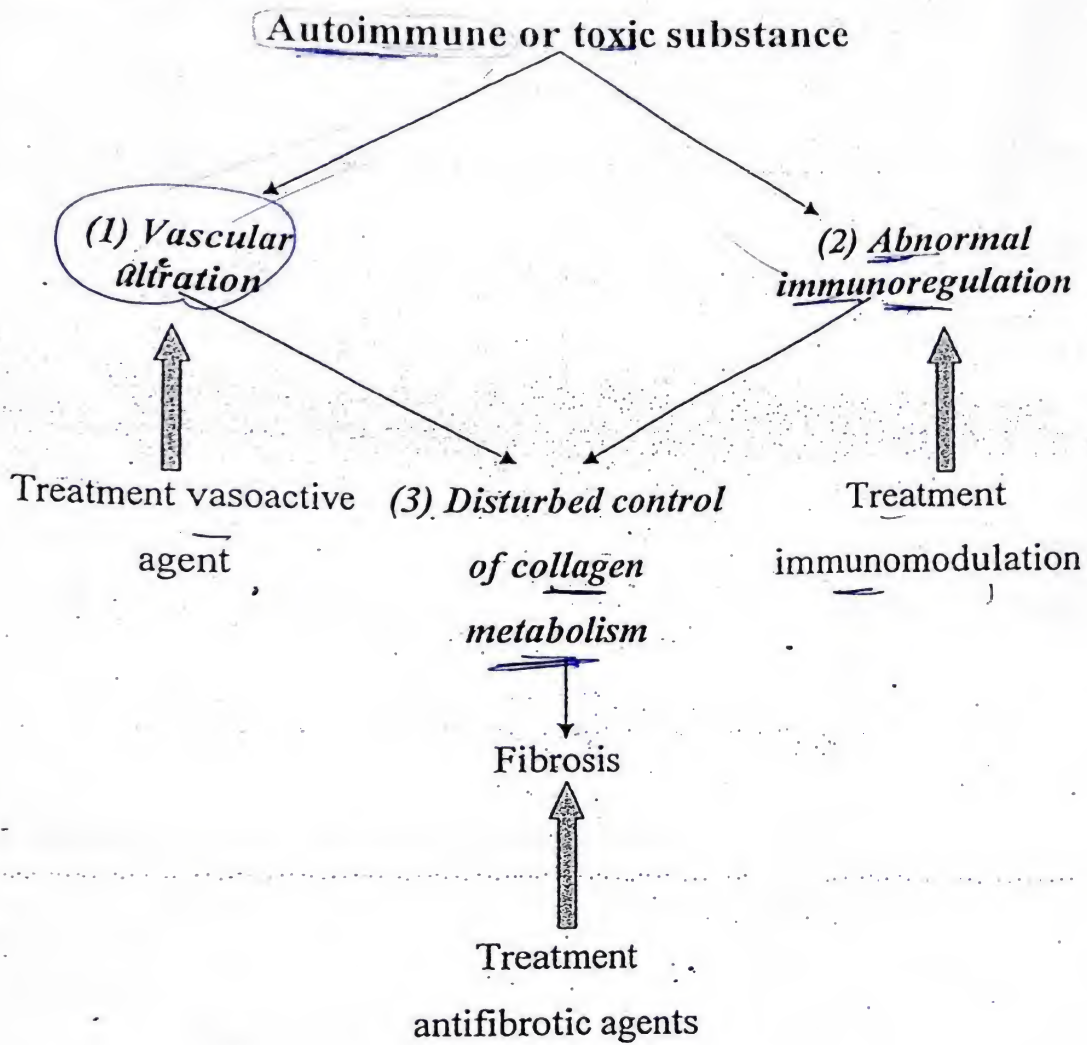 Autoimmune or toxic substance
(1) Vascular
altration
(2) Abnormal
immunoregulation
Treatment vasoactive
agent
(3) Disturbed control
of collagen
metabolism
Treatment
immunomodulation
Fibrosis
Treatment
antifibrotic agents